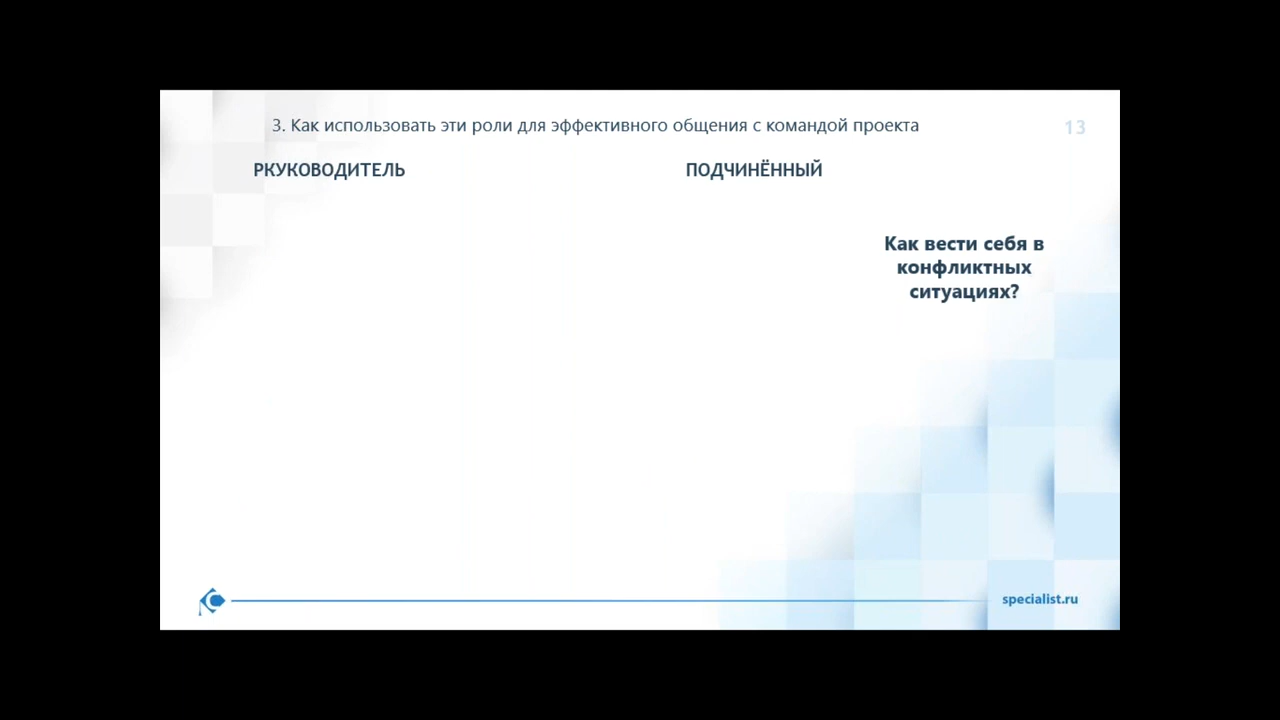 3. Как использовать эти роли для эффективного общения с командой проекта
13
РКУКОВОДИТЕЛЬ
ПОДЧИНЁННЫЙ
Как вести себя в
конфликтных
ситуациях?
specialist.ru